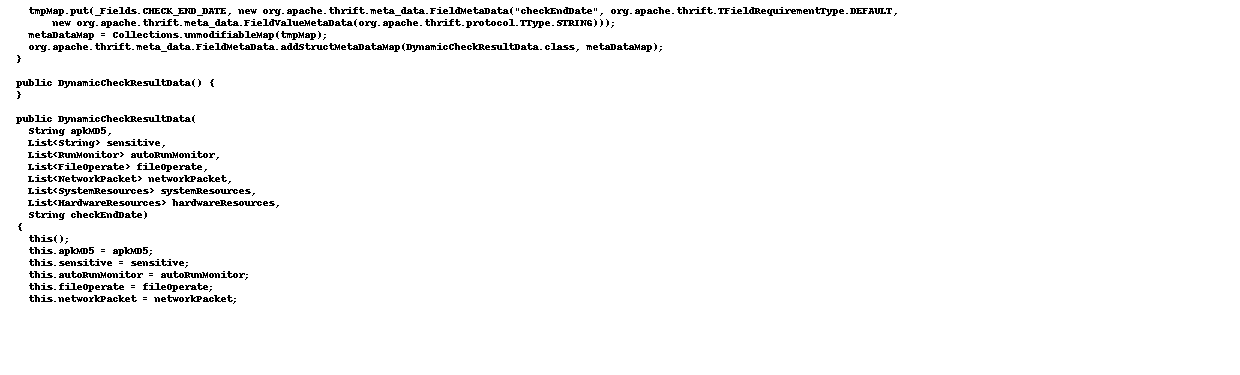 tmpMap.put(_Fields.CHECK_END_DATE, new org.apache.thrift.meta_data.FieldMetaData("checkEndDate", org.apache.thrift.TFieldRequirementType.DEFAULT,
new org.apache.thrift.meta_data.FieldValueMetaData(org.apache.thrift.protocol.TType.STRING)));
metaDataMap = Collections.unmodifiableMap(tmpMap);
org.apache.thrift.meta_data.FieldMetaData.addStructMetaDataMap(DynamicCheckResultData.class, metaDataMap);
}
public DynamicCheckResultData() {
}
public DynamicCheckResultData(
String apkMD5,
List<String> sensitive,
List<RunMonitor> autoRunMonitor,
List<FileOperate> fileOperate,
List<NetworkPacket> networkPacket,
List<SystemResources> systemResources,
List<HardwareResources> hardwareResources,
String checkEndDate)
{
this();
this.apkMD5 = apkMD5;
this.sensitive = sensitive;
this.autoRunMonitor = autoRunMonitor;
this.fileOperate = fileOperate;
this.networkPacket = networkPacket;